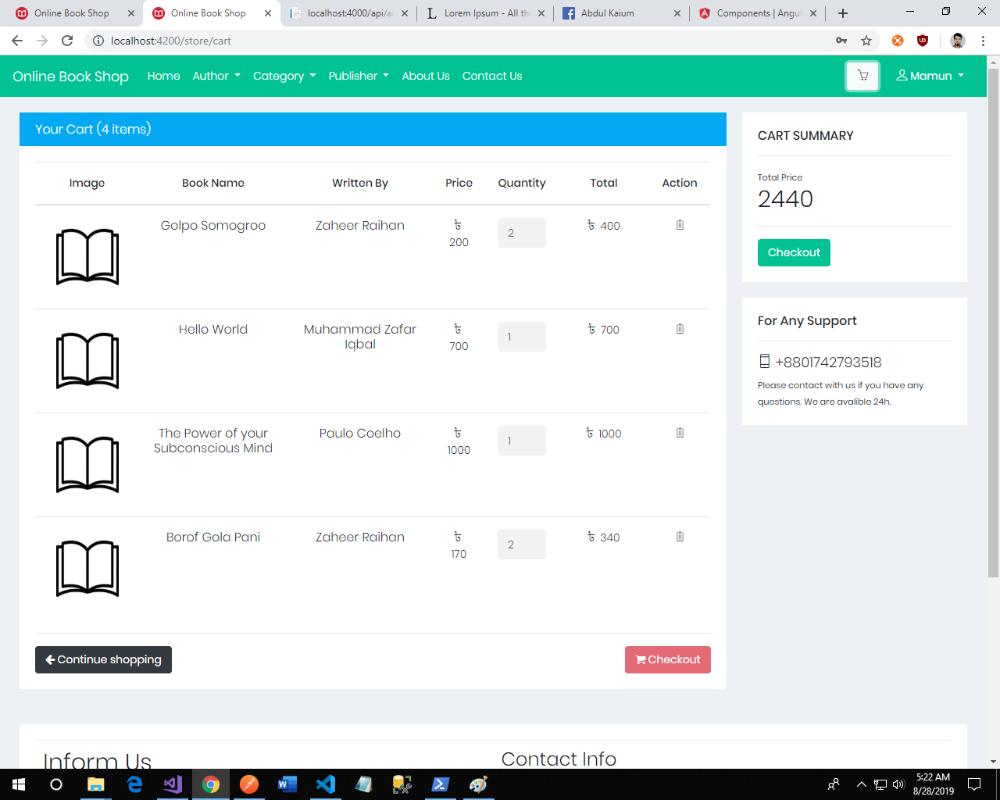 Online Book Shop
Online Book Shop
localhost:4000/api/a
Lorem Ipsum - All the
Abdul Kaium
Components | Angul
localhost:4200/store/cart
Online Book Shop Home Author Category Publisher About Us Contact Us Mamun
Your Cart (4 items)
Image Book Name Written By Price Quantity Total Action
Golpo Somogroo Zaheer Raihan ৳ 200 2 ৳ 400
Hello World Muhammad Zafar Iqbal ৳ 700 1 ৳ 700
The Power of your Subconscious Mind Paulo Coelho ৳ 1000 1 ৳ 1000
Borof Gola Pani Zaheer Raihan ৳ 170 2 ৳ 340
Continue shopping Checkout
CART SUMMARY
Total Price
2440
Checkout
For Any Support
+8801742793518
Please contact with us if you have any
questions. We are avalible 24h.
Inform Us
Contact Info
5:22 AM
8/28/2019